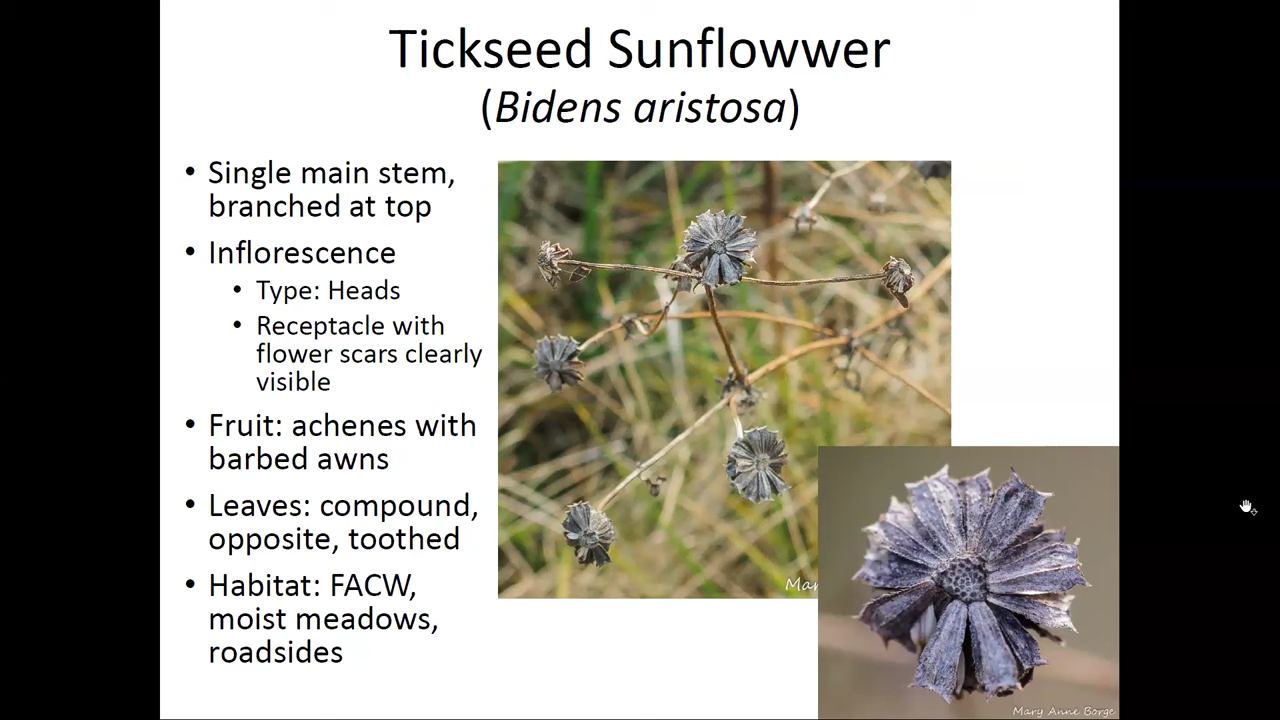 Tickseed Sunflowwer
(Bidens aristosa)
• Single main stem,
branched at top
• Inflorescence
• Type: Heads
• Receptacle with
flower scars clearly
visible
• Fruit: achenes with
barbed awns
• Leaves: compound,
opposite, toothed
• Habitat: FACW,
moist meadows,
roadsides
Mar
Mary Anne Borge